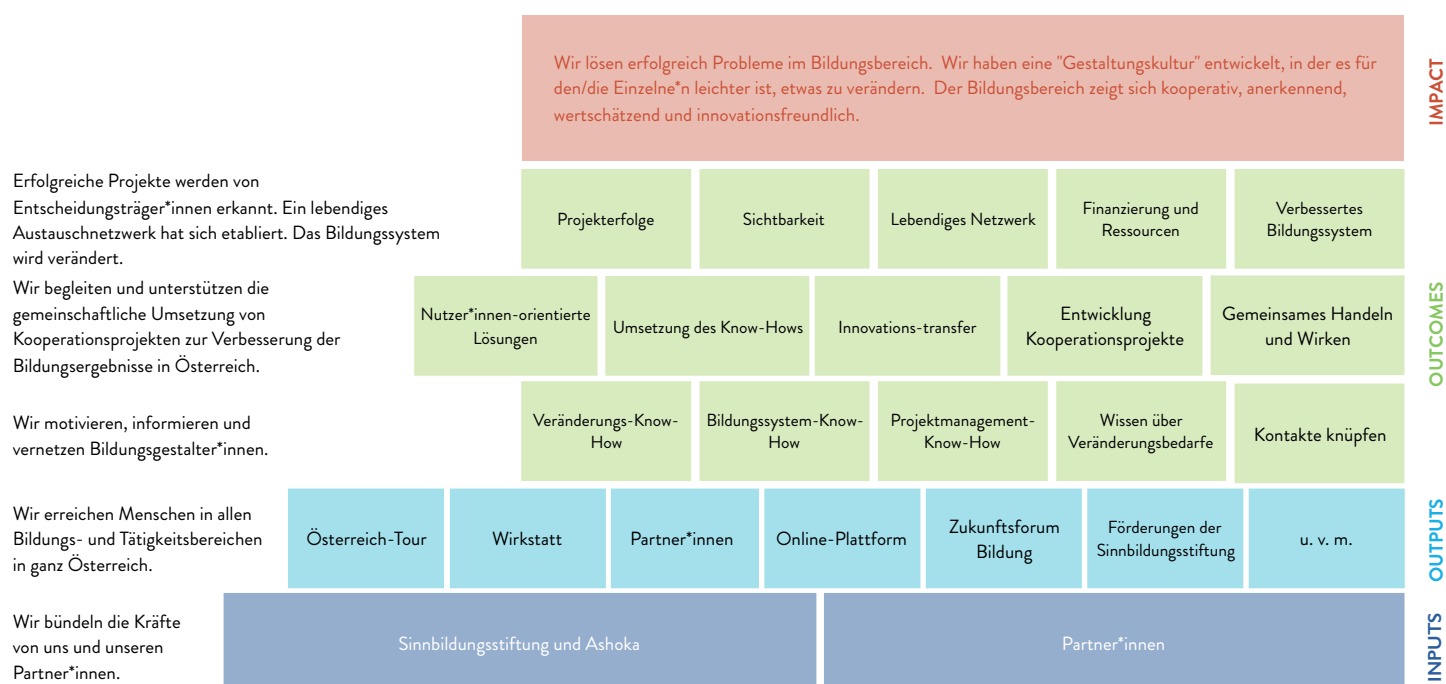 Wir lösen erfolgreich Probleme im Bildungsbereich.  Wir haben eine "Gestaltungskultur" entwickelt, in der es für
den/die Einzelne*n leichter ist, etwas zu verändern.  Der Bildungsbereich zeigt sich kooperativ, anerkennend,
wertschätzend und innovationsfreundlich.
IMPACT
Erfolgreiche Projekte werden von
Entscheidungsträger*innen erkannt. Ein lebendiges
Austauschnetzwerk hat sich etabliert. Das Bildungssystem
wird verändert.
Projekterfolge
Sichtbarkeit
Lebendiges Netzwerk
Finanzierung und
Ressourcen
Verbessertes
Bildungssystem
Wir begleiten und unterstützen die
gemeinschaftliche Umsetzung von
Kooperationsprojekten zur Verbesserung der
Bildungsergebnisse in Österreich.
Nutzer*innen-orientierte
Lösungen
Umsetzung des Know-Hows
Innovations-transfer
Entwicklung
Kooperationsprojekte
Gemeinsames Handeln
und Wirken
OUTCOMES
Wir motivieren, informieren und
vernetzen Bildungsgestalter*innen.
Veränderungs-Know-
How
Bildungssystem-Know-
How
Projektmanagement-
Know-How
Wissen über
Veränderungsbedarfe
Kontakte knüpfen
Wir erreichen Menschen in allen
Bildungs- und Tätigkeitsbereichen
in ganz Österreich.
Österreich-Tour
Wirkstatt
Partner*innen
Online-Plattform
Zukunftsforum
Bildung
Förderungen der
Sinnbildungsstiftung
u. v. m.
OUTPUTS
Wir bündeln die Kräfte
von uns und unseren
Partner*innen.
Sinnbildungsstiftung und Ashoka
Partner*innen
INPUTS